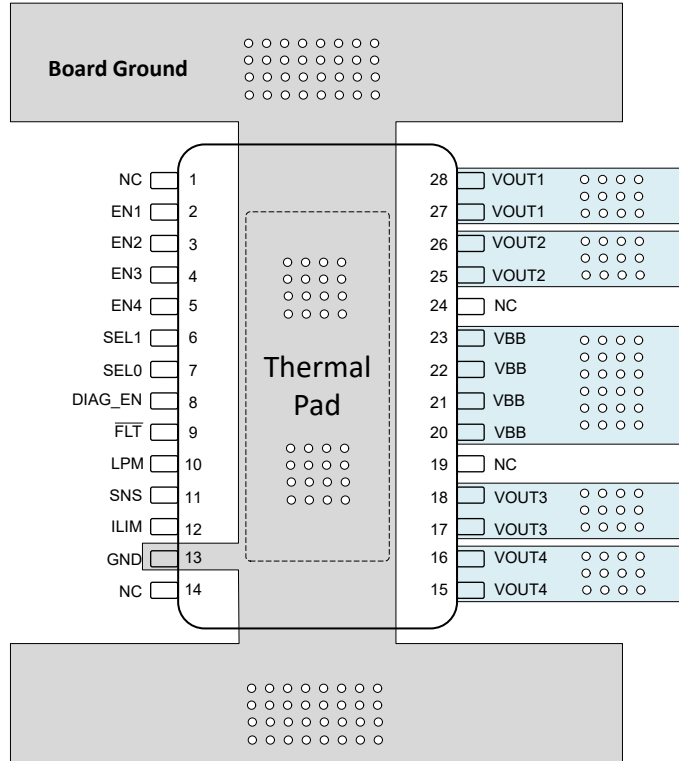 Board Ground
NC 1
EN1 2
EN2 3
EN3 4
EN4 5
SEL1 6
SEL0 7
DIAG_EN 8
FLT 9
LPM 10
SNS 11
ILIM 12
GND 13
NC 14
Thermal
Pad
28 VOUT1
27 VOUT1
26 VOUT2
25 VOUT2
24 NC
23 VBB
22 VBB
21 VBB
20 VBB
19 NC
18 VOUT3
17 VOUT3
16 VOUT4
15 VOUT4